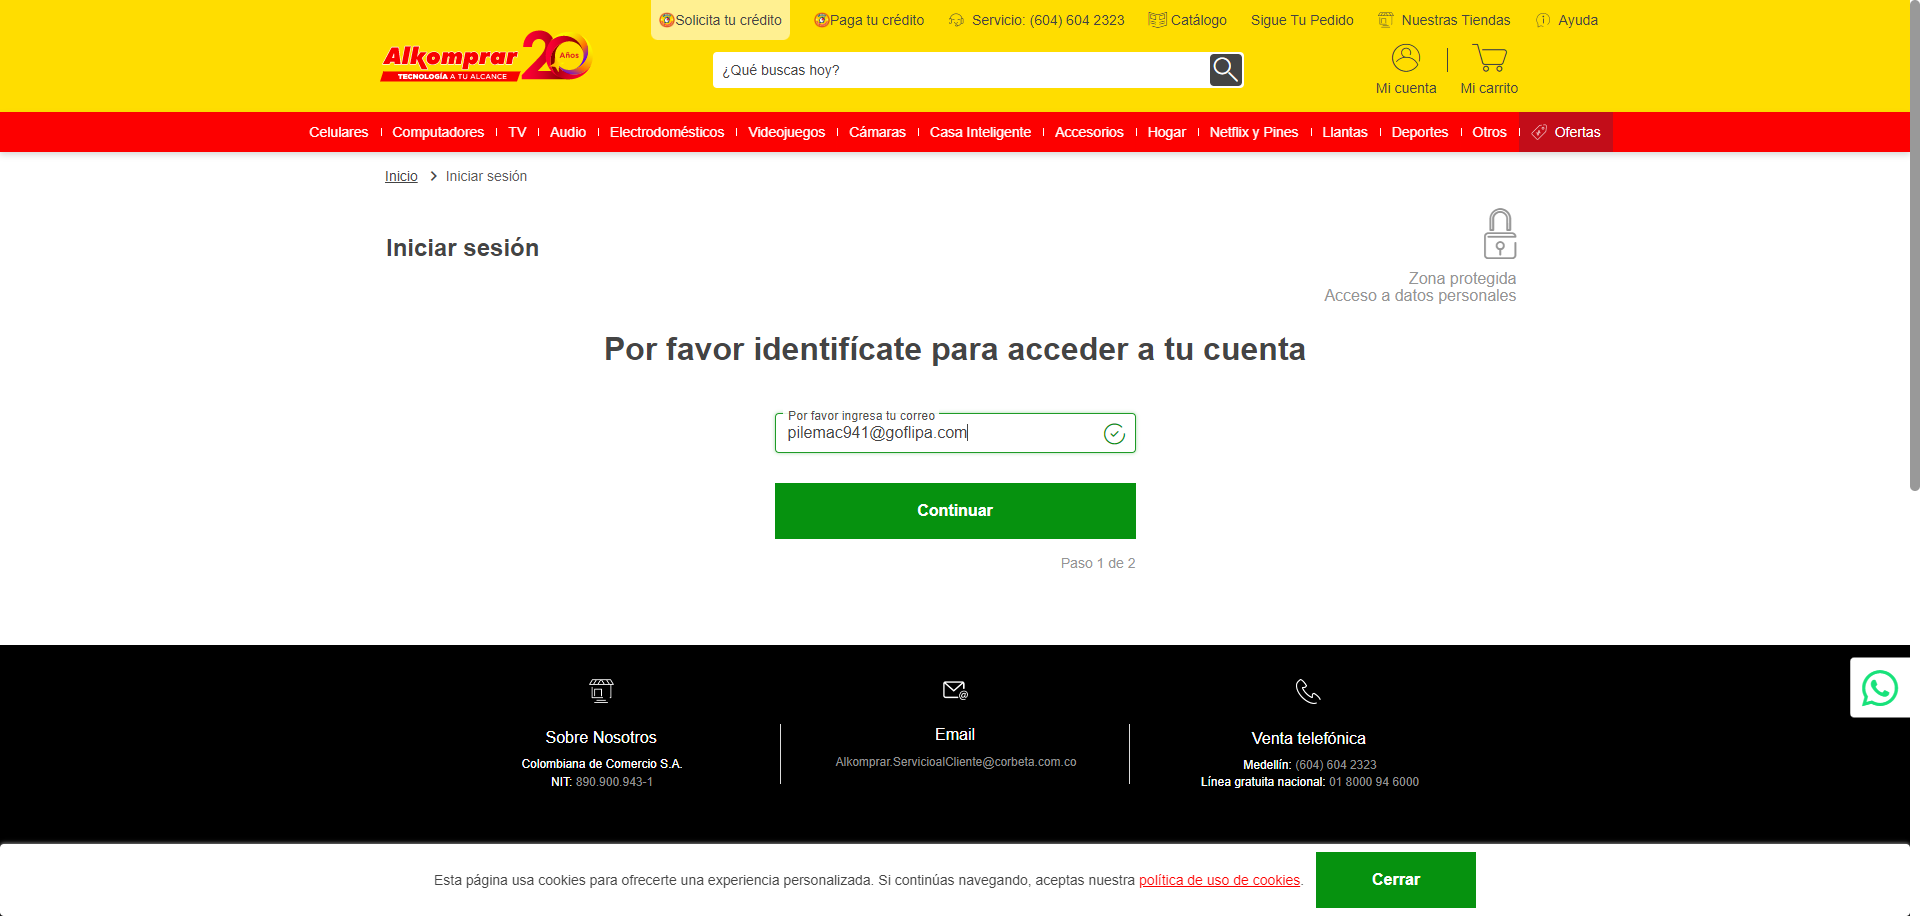 Solicita tu crédito
Paga tu crédito
Servicio: (604) 604 2323
Catálogo
Sigue Tu Pedido
Nuestras Tiendas
Ayuda
Alkomprar 20 Años
TECNOLOGÍA A TU ALCANCE
¿Qué buscas hoy?
Mi cuenta
Mi carrito
Celulares
Computadores
TV
Audio
Electrodomésticos
Videojuegos
Cámaras
Casa Inteligente
Accesorios
Hogar
Netflix y Pines
Llantas
Deportes
Otros
Ofertas
Inicio > Iniciar sesión
Iniciar sesión
Zona protegida
Acceso a datos personales
Por favor identifícate para acceder a tu cuenta
Por favor ingresa tu correo
pilemac941@goflipa.com
Continuar
Paso 1 de 2
Sobre Nosotros
Colombiana de Comercio S.A.
NIT: 890.900.943-1
Email
Alkomprar.ServicioalCliente@corbeta.com.co
Venta telefónica
Medellín: (604) 604 2323
Línea gratuita nacional: 01 8000 94 6000
Esta página usa cookies para ofrecerte una experiencia personalizada. Si continúas navegando, aceptas nuestra política de uso de cookies.
Cerrar